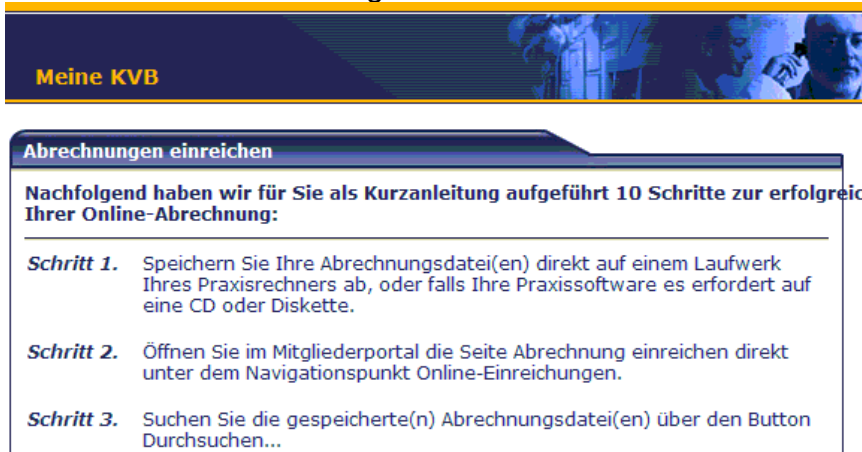 Meine KVB
Abrechnungen einreichen
Nachfolgend haben wir für Sie als Kurzanleitung aufgeführt 10 Schritte zur
Ihrer Online-Abrechnung:
Schritt 1. Speichern Sie Ihre Abrechnungsdatei(en) direkt auf einem Laufwerk
Ihres Praxisrechners ab, oder falls Ihre Praxissoftware es erfordert auf
eine CD oder Diskette.
Schritt 2. Öffnen Sie im Mitgliederportal die Seite Abrechnung einreichen direkt
unter dem Navigationspunkt Online-Einreichungen.
Schritt 3. Suchen Sie die gespeicherte(n) Abrechnungsdatei(en) über den Button
Durchsuchen...